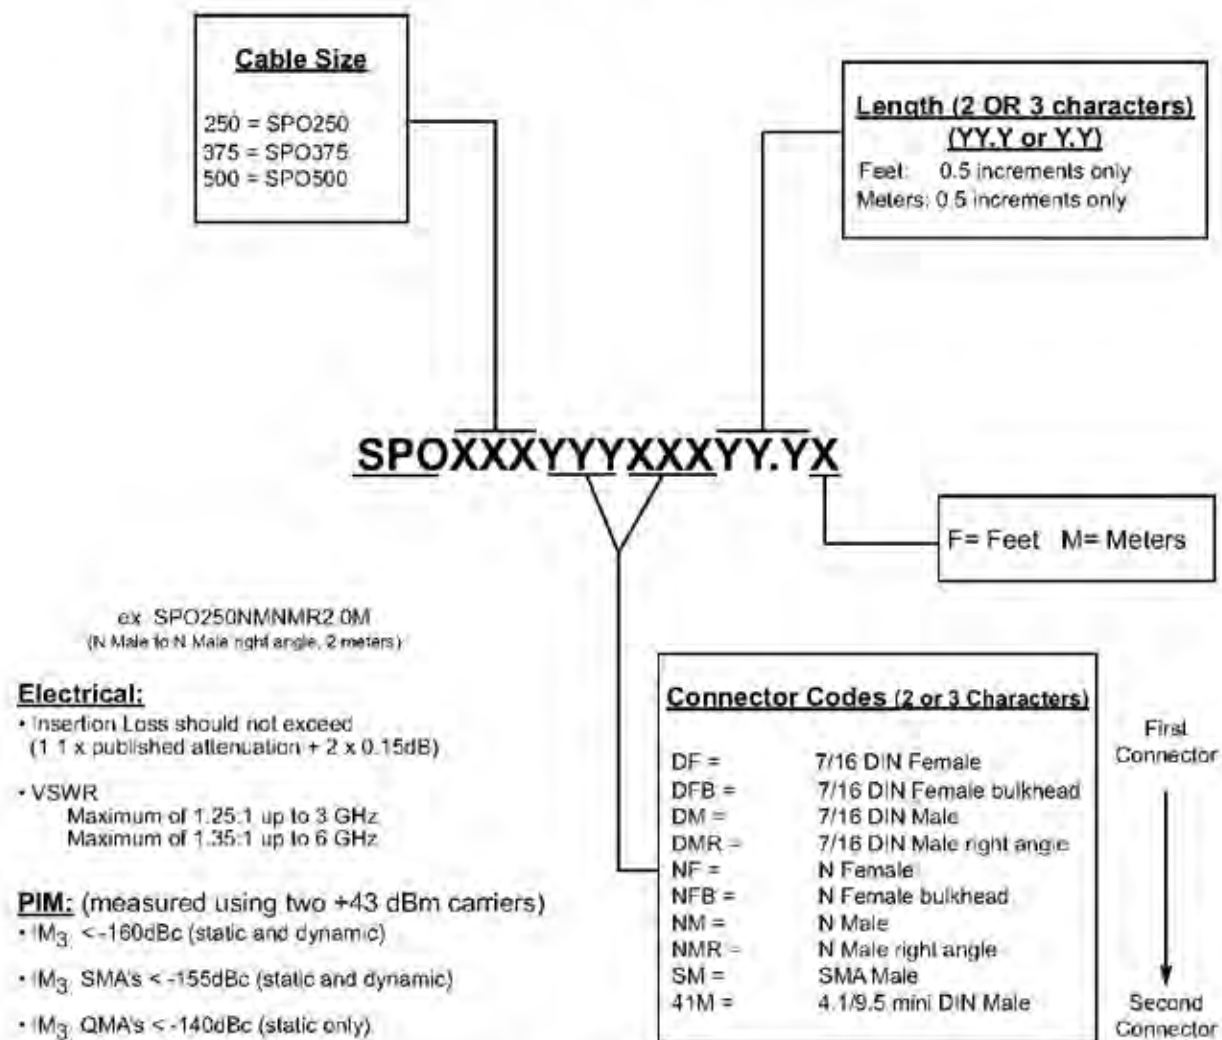 Cable Size
250 = SPO250
375 = SPO375
500 = SPO500
Length (2 OR 3 characters)
(YY.Y or Y.Y)
Feet: 0.5 increments only
Meters: 0.5 increments only
SPOXXXYYYXXXYY.YX
F= Feet M= Meters
ex SPO250NMNMR2.0M
(N Male to N Male right angle, 2 meters)
Electrical:
• Insertion Loss should not exceed
(1.1 x published attenuation + 2 x 0.15dB)
• VSWR
Maximum of 1.25:1 up to 3 GHz
Maximum of 1.35:1 up to 6 GHz
PIM: (measured using two +43 dBm carriers)
• IM3 < -160dBc (static and dynamic)
• IM3 SMA's < -155dBc (static and dynamic)
• IM3 QMA's < -140dBc (static only)
Connector Codes (2 or 3 Characters)
DF = 7/16 DIN Female
DFB = 7/16 DIN Female bulkhead
DM = 7/16 DIN Male
DMR = 7/16 DIN Male right angle
NF = N Female
NFB = N Female bulkhead
NM = N Male
NMR = N Male right angle
SM = SMA Male
41M = 4.1/9.5 mini DIN Male
First
Connector
Second
Connector